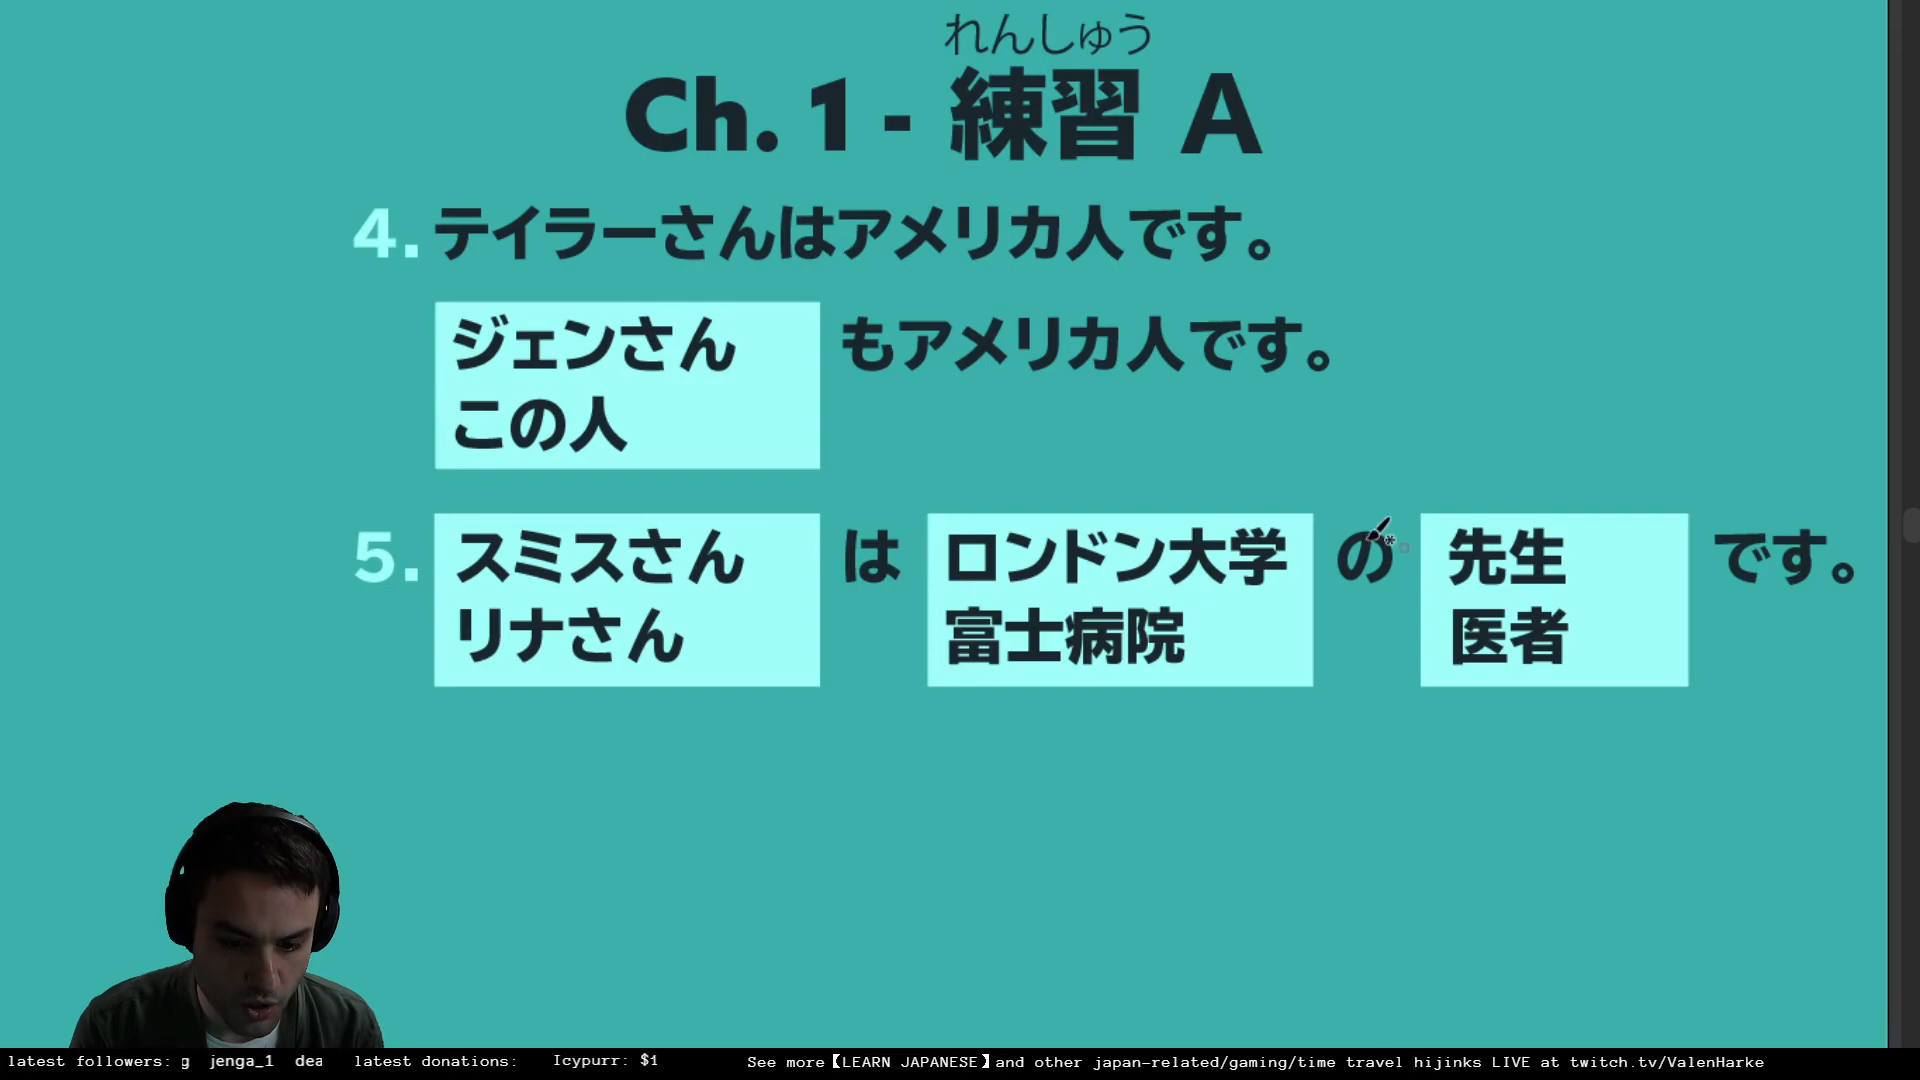 れんしゅう
Ch. 1 - 練習 A
4. テイラーさんはアメリカ人です。
ジェンさん もアメリカ人です。
この人
5. スミスさん は ロンドン大学 の 先生 です。
リナさん 富士病院 医者
latest followers: g jenga_1 dea latest donations: Icypurr: $1 See more【LEARN JAPANESE】and other japan-related/gaming/time travel hijinks LIVE at twitch.tv/ValenHarke